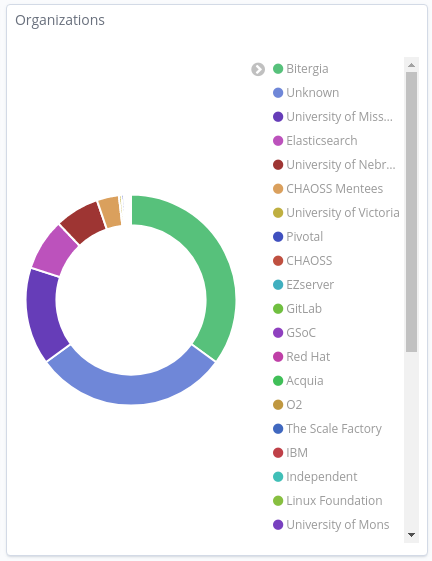 Organizations
Bitergia
Unknown
University of Miss...
Elasticsearch
University of Nebr...
CHAOSS Mentees
University of Victoria
Pivotal
CHAOSS
EZserver
GitLab
GSoC
Red Hat
Acquia
O2
The Scale Factory
IBM
Independent
Linux Foundation
University of Mons